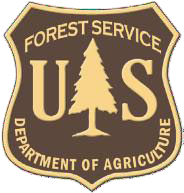 FOREST SERVICE
U S
DEPARTMENT OF AGRICULTURE